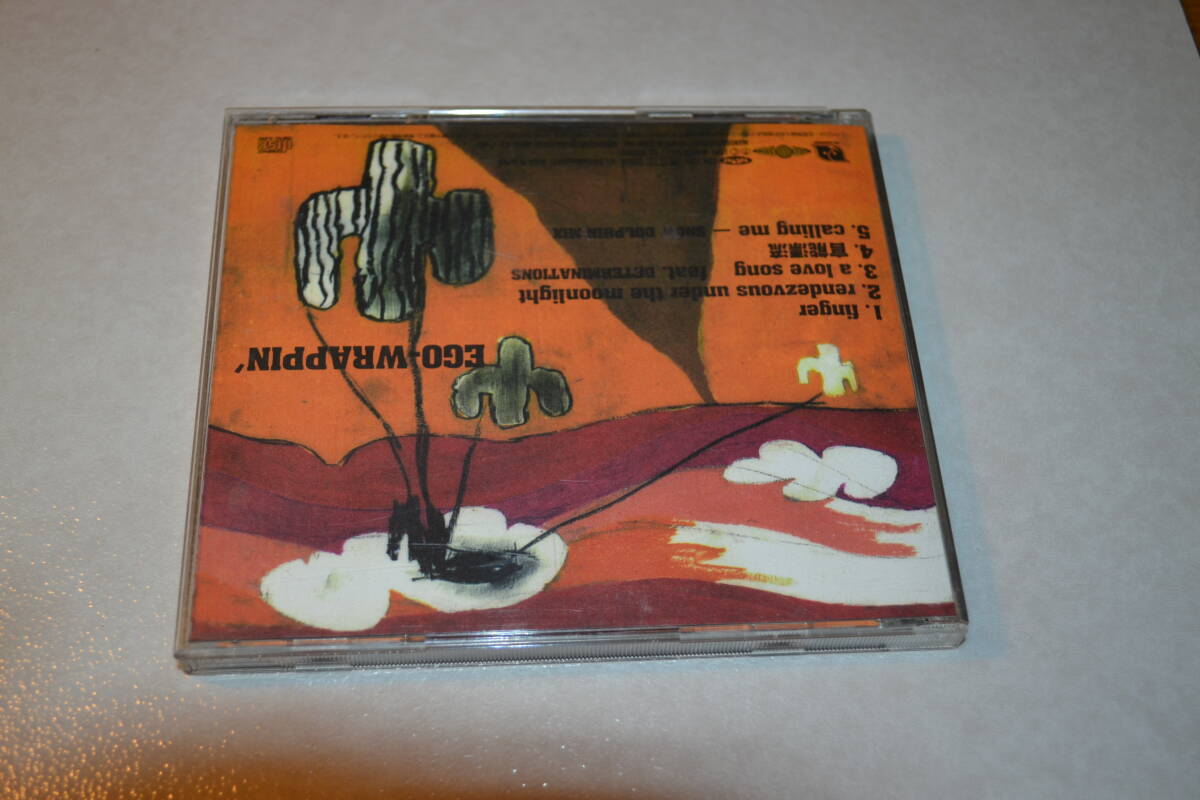 EGO-WRAPPIN'
1. finger
2. rendezvous under the moonlight
3. a love song feat. DETERMINATIONS
4. 官能漂流
5. calling me — SNOW DOLPHIN MIX